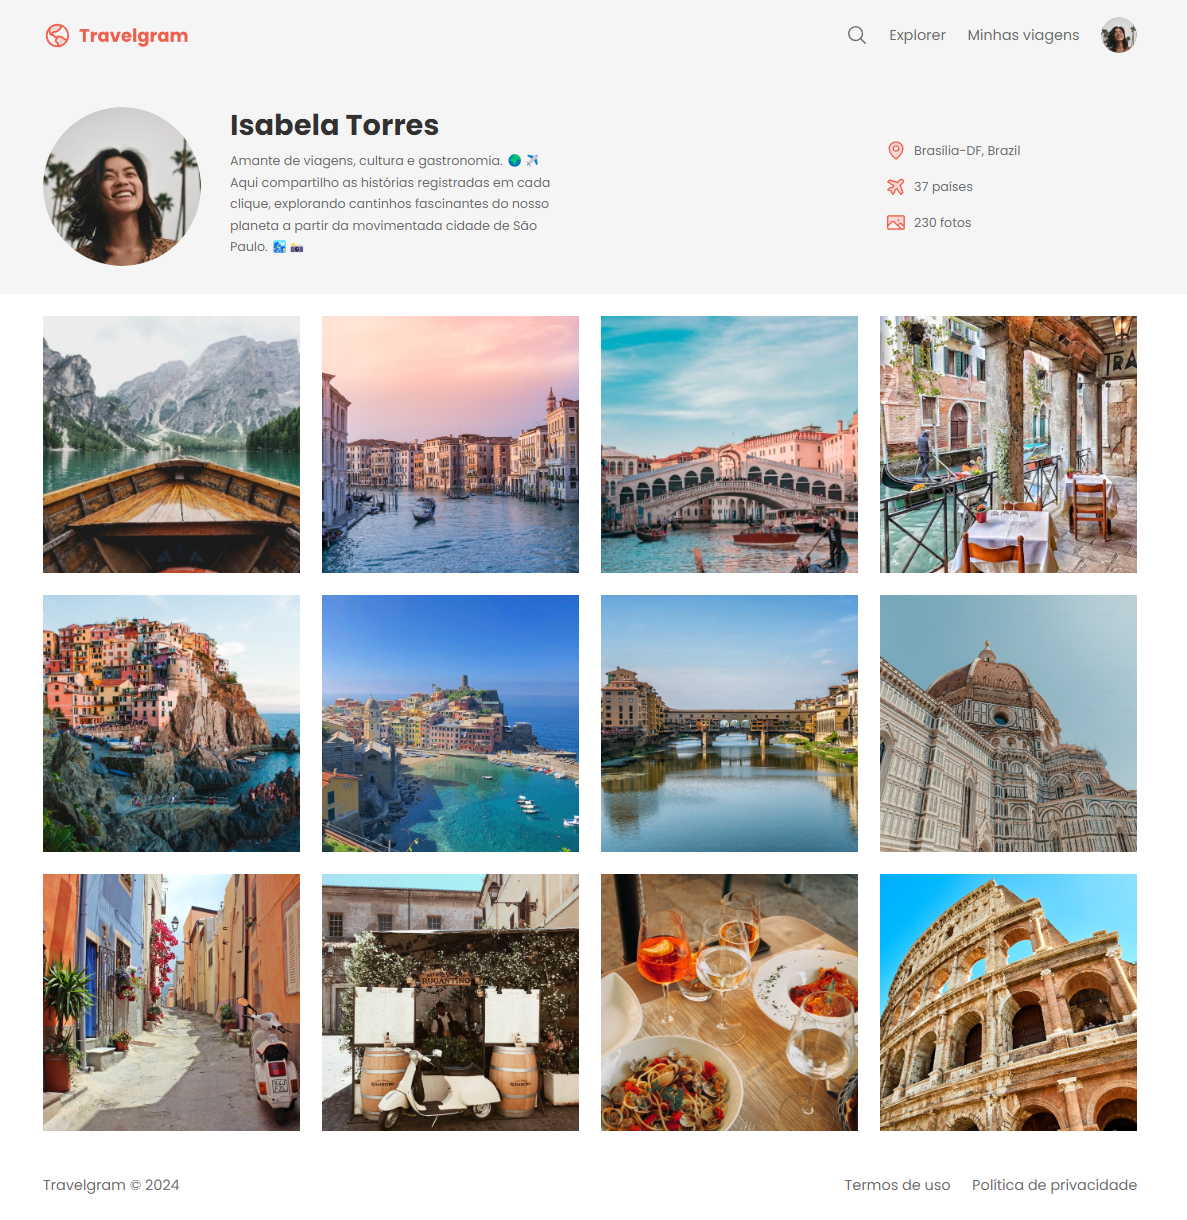 Travelgram
Explorer
Minhas viagens
Isabela Torres
Amante de viagens, cultura e gastronomia. 🌍 ✈️
Aqui compartilho as histórias registradas em cada
clique, explorando cantinhos fascinantes do nosso
planeta a partir da movimentada cidade de São
Paulo. 🏞️ 📸
Brasília-DF, Brazil
37 países
230 fotos
TRA
RUGANTINO
Travelgram © 2024
Termos de uso
Política de privacidade